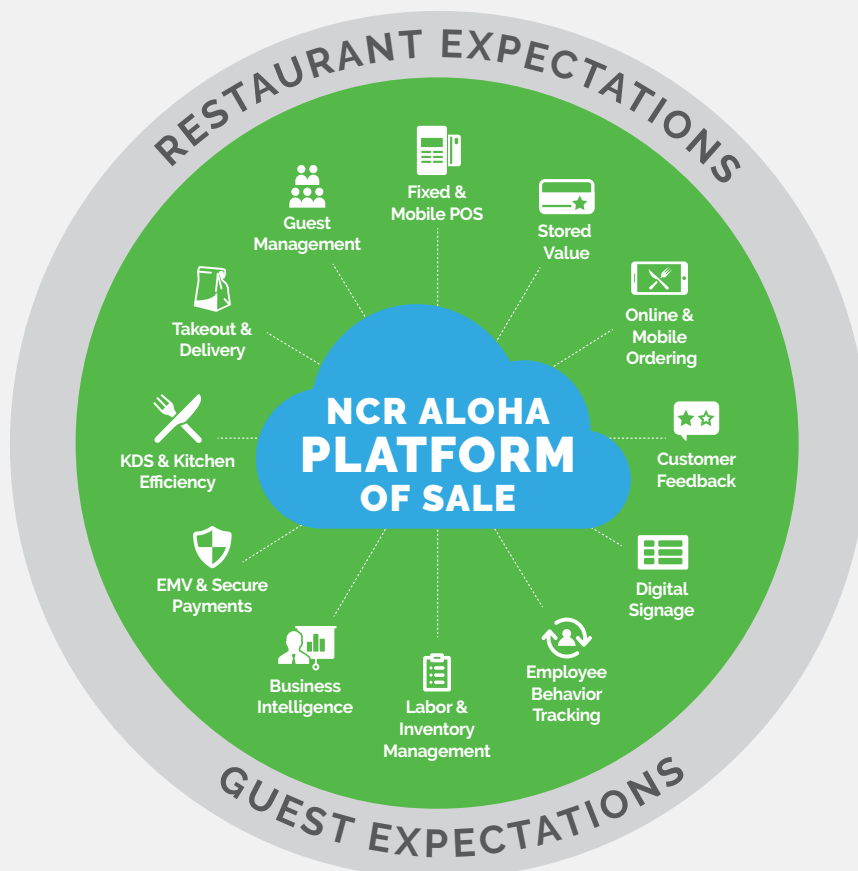 RESTAURANT EXPECTATIONS
Fixed &
Mobile POS
Guest
Management
Stored
Value
Takeout &
Delivery
Online &
Mobile
Ordering
NCR ALOHA
PLATFORM
OF SALE
KDS & Kitchen
Efficiency
Customer
Feedback
EMV & Secure
Payments
Digital
Signage
Business
Intelligence
Labor &
Inventory
Management
Employee
Behavior
Tracking
GUEST EXPECTATIONS